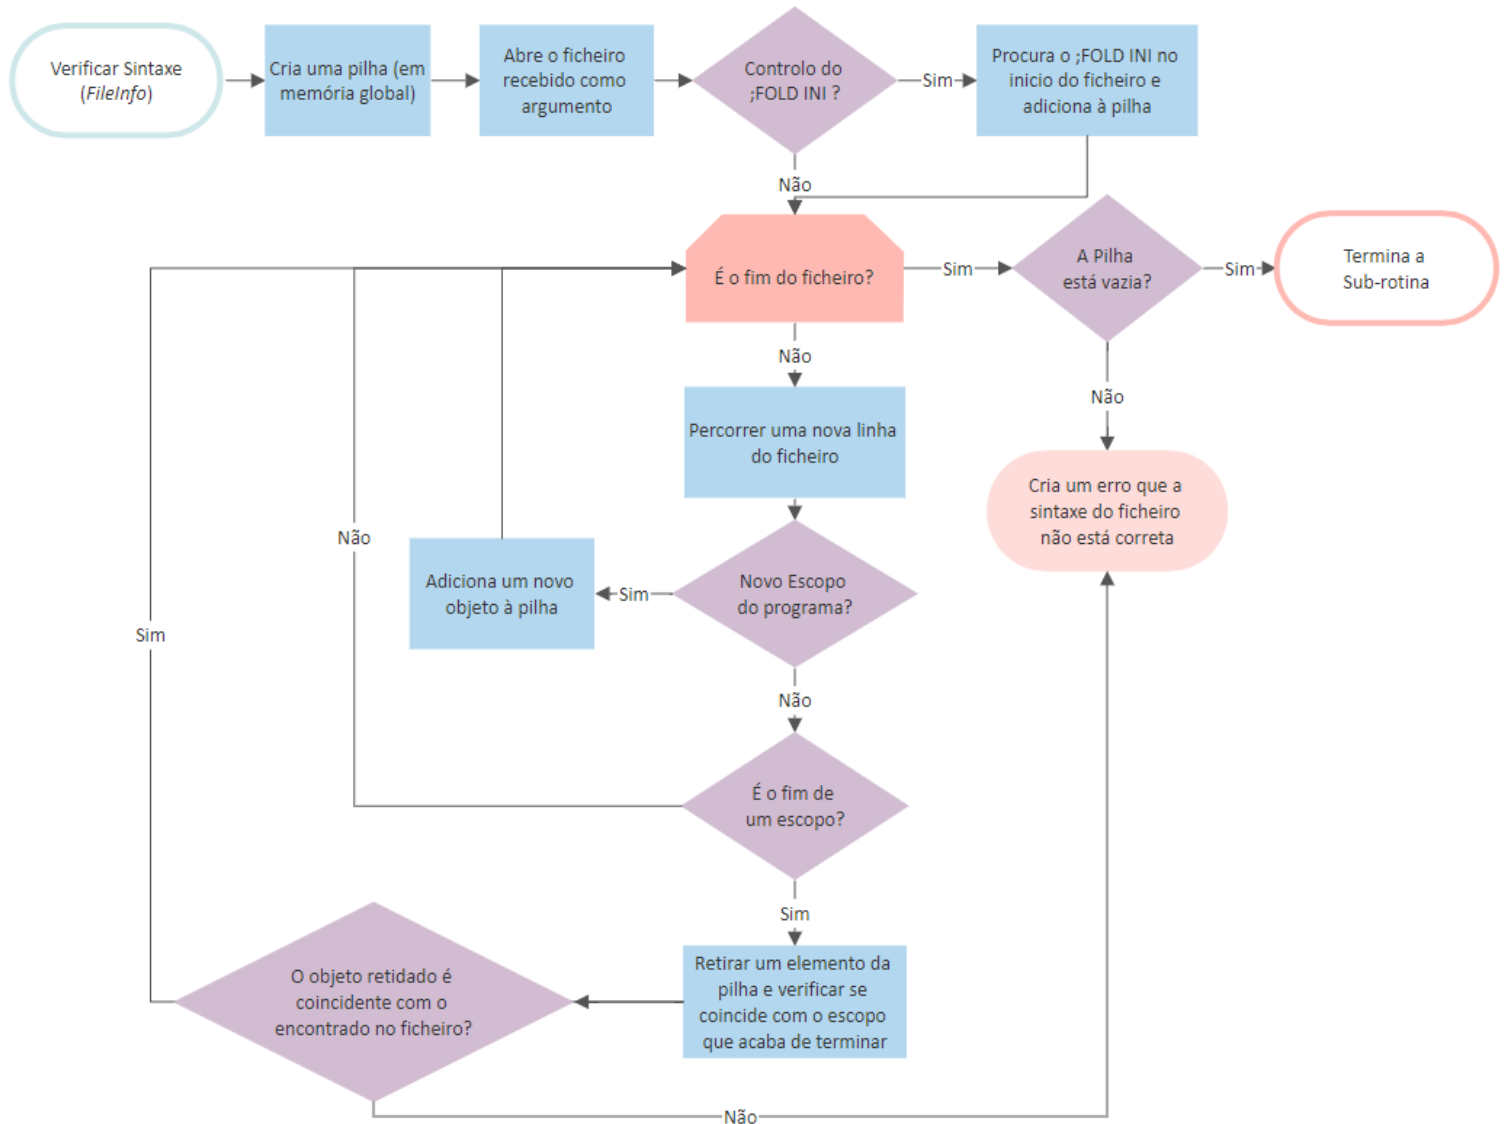 Verificar Sintaxe
(FileInfo)
Cria uma pilha (em
memória global)
Abre o ficheiro
recebido como
argumento
Controlo do
;FOLD INI ?
Sim
Procura o ;FOLD INI no
inicio do ficheiro e
adiciona à pilha
Não
É o fim do ficheiro?
Sim
A Pilha
está vazia?
Sim
Termina a
Sub-rotina
Não
Não
Percorrer uma nova linha
do ficheiro
Cria um erro que a
sintaxe do ficheiro
não está correta
Não
Adiciona um novo
objeto à pilha
Sim
Novo Escopo
do programa?
Sim
Não
É o fim de
um escopo?
Sim
Retirar um elemento da
pilha e verificar se
coincide com o escopo
que acaba de terminar
O objeto retidado é
coincidente com o
encontrado no ficheiro?
Não